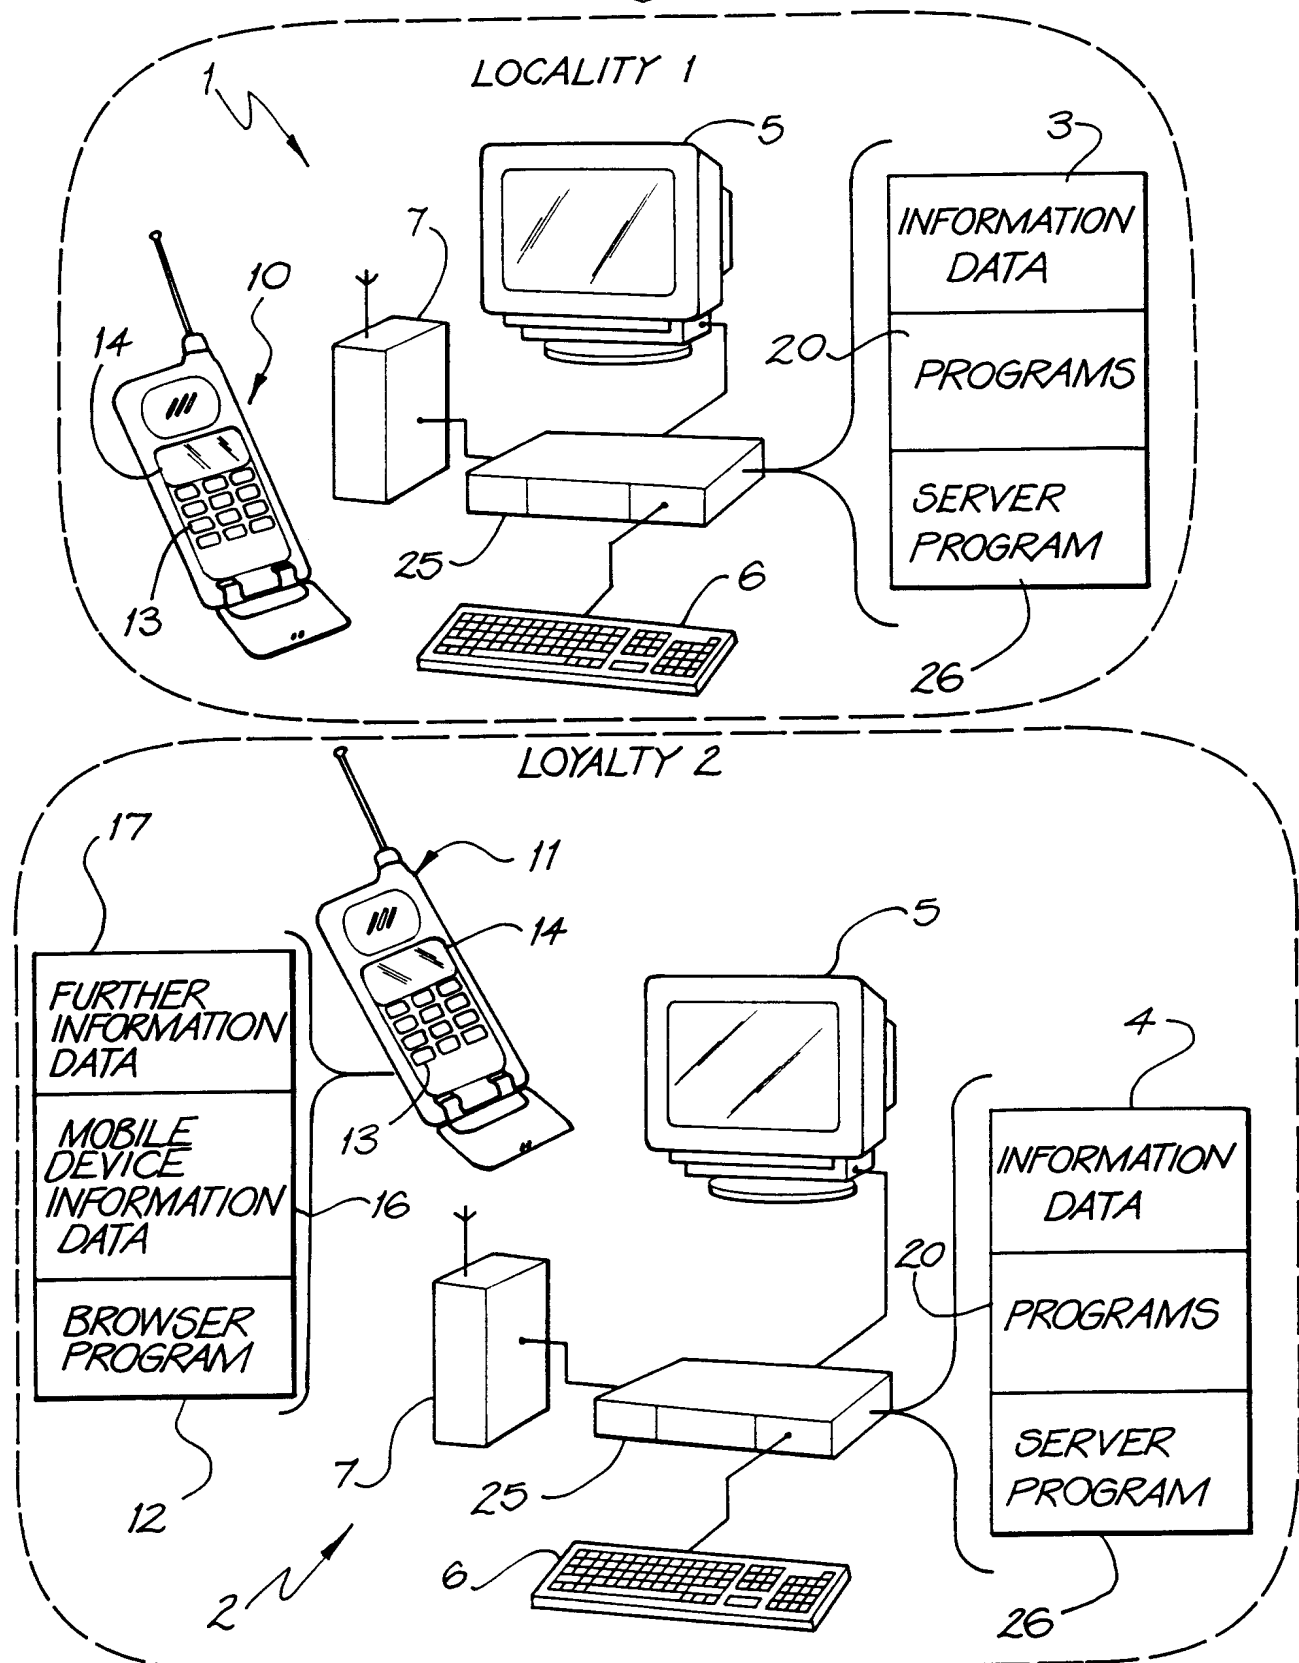 LOCALITY 1
1
5
3
7
10
14
INFORMATION
DATA
20
PROGRAMS
SERVER
PROGRAM
25
13
6
26
LOYALTY 2
17
11
14
5
FURTHER
INFORMATION
DATA
4
MOBILE
DEVICE
INFORMATION
DATA
13
16
INFORMATION
DATA
20
PROGRAMS
BROWSER
PROGRAM
7
25
SERVER
PROGRAM
12
6
2
26